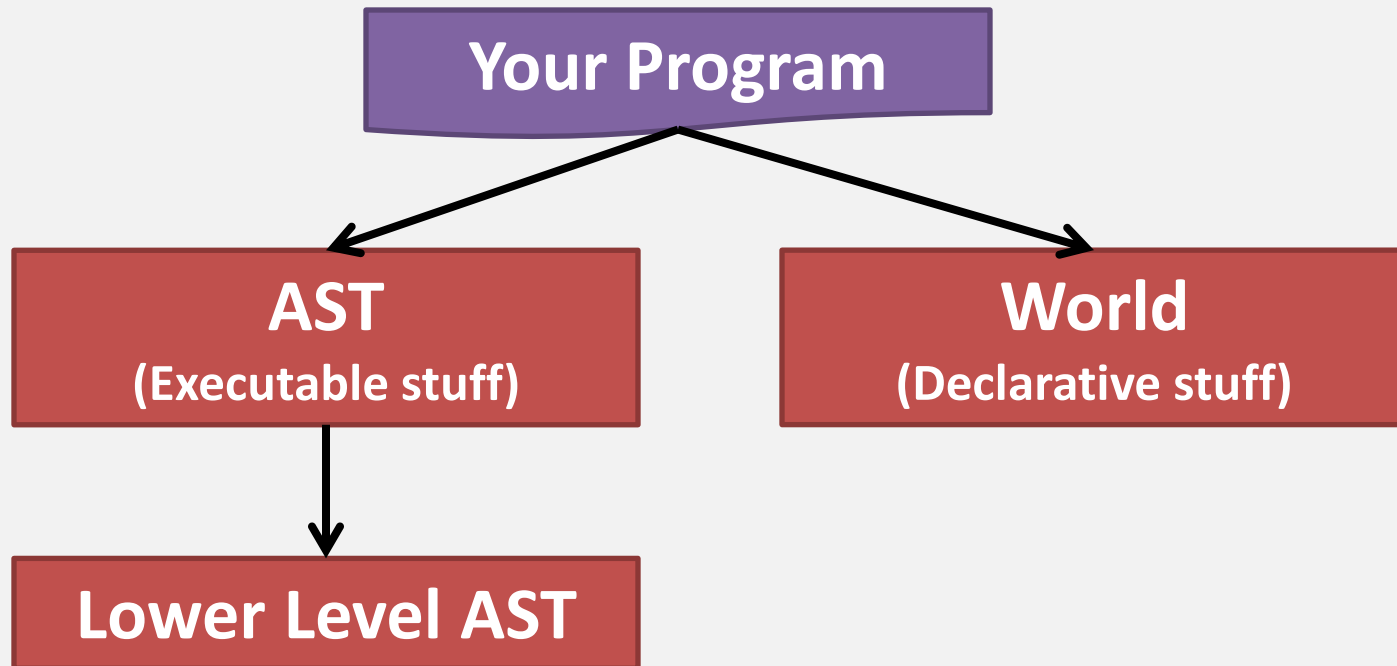 Your Program
AST
(Executable stuff)
World
(Declarative stuff)
Lower Level AST